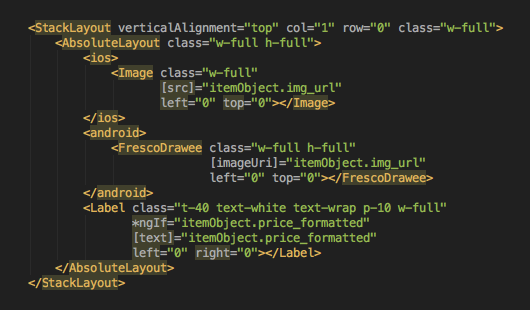 <StackLayout verticalAlignment="top" col="1" row="0" class="w-full">
<AbsoluteLayout class="w-full h-full">
<ios>
<Image class="w-full"
[src]="itemObject.img_url"
left="0" top="0"></Image>
</ios>
<android>
<FrescoDrawee class="w-full h-full"
[imageUri]="itemObject.img_url"
left="0" top="0"></FrescoDrawee>
</android>
<Label class="t-40 text-white text-wrap p-10 w-full"
*ngIf="itemObject.price_formatted"
[text]="itemObject.price_formatted"
left="0" right="0"></Label>
</AbsoluteLayout>
</StackLayout>